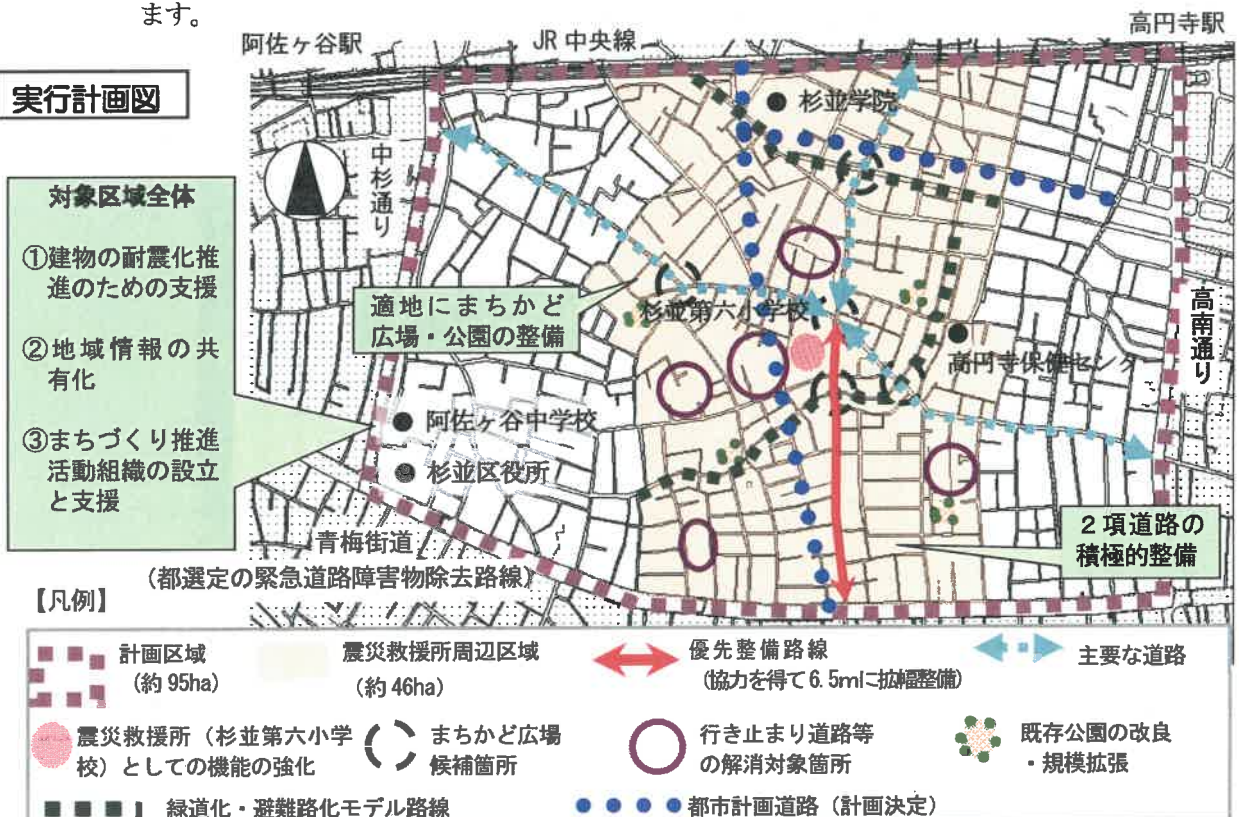 ます。
阿佐ヶ谷駅
JR中央線
高円寺駅
実行計画図
杉並学院
中杉通り
対象区域全体
①建物の耐震化推
進のための支援
②地域情報の共
有化
③まちづくり推進
活動組織の設立
と支援
適地にまちかど
広場・公園の整備
杉並第六小学校
高南通り
高円寺保健センター
阿佐ヶ谷中学校
杉並区役所
2項道路の
積極的整備
青梅街道
(都選定の緊急道路障害物除去路線)
【凡例】
計画区域
(約95ha)
震災救援所周辺区域
(約46ha)
優先整備路線
(協力を得て6.5mに拡幅整備)
主要な道路
震災救援所(杉並第六小学
校)としての機能の強化
まちかど広場
候補箇所
行き止まり道路等
の解消対象箇所
既存公園の改良
・規模拡張
緑道化・避難路化モデル路線
都市計画道路(計画決定)